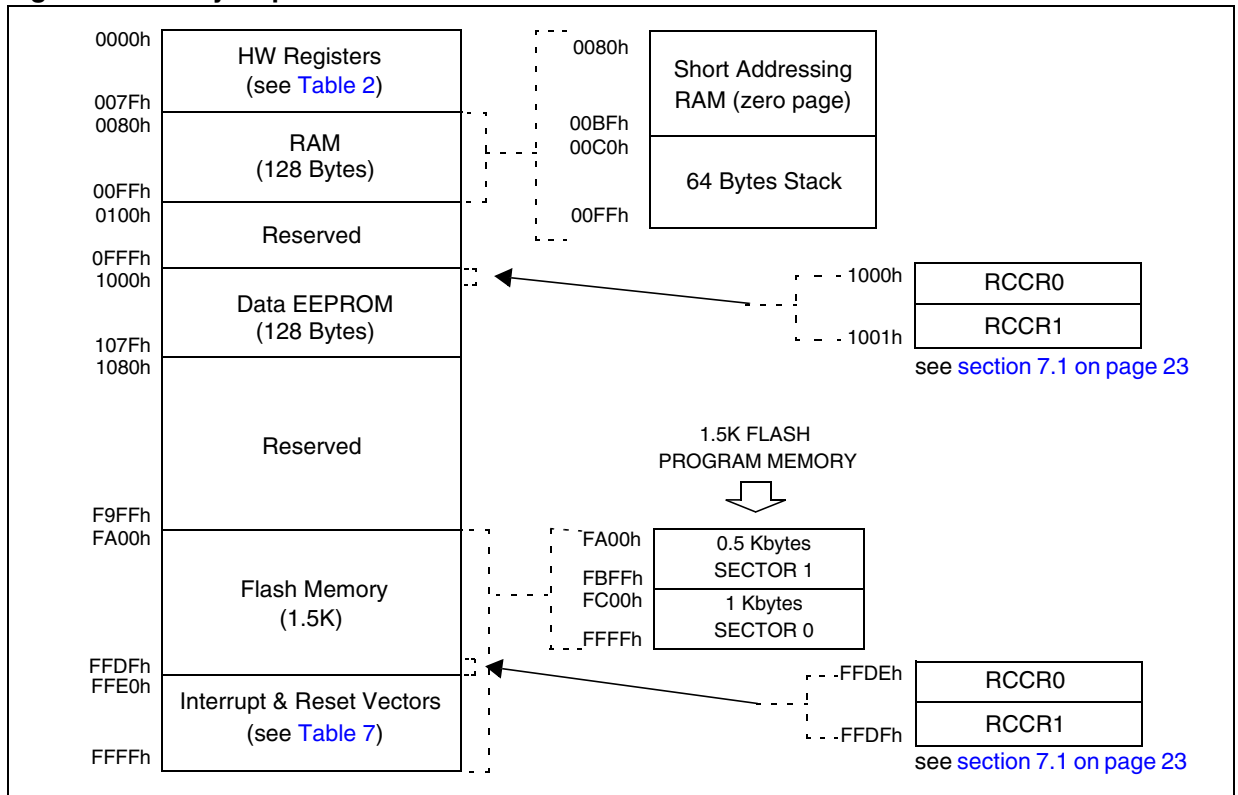 0000h
HW Registers
(see Table 2)
007Fh
0080h
RAM
(128 Bytes)
00FFh
0100h
Reserved
0FFFh
1000h
Data EEPROM
(128 Bytes)
107Fh
1080h
Reserved
F9FFh
FA00h
Flash Memory
(1.5K)
FFDFh
FFE0h
Interrupt & Reset Vectors
(see Table 7)
FFFFh
0080h
Short Addressing
RAM (zero page)
00BFh
00C0h
64 Bytes Stack
00FFh
1000h
RCCR0
RCCR1
1001h
see section 7.1 on page 23
1.5K FLASH
PROGRAM MEMORY
FA00h
0.5 Kbytes
SECTOR 1
FBFFh
FC00h
1 Kbytes
SECTOR 0
FFFFh
FFDEh
RCCR0
RCCR1
FFDFh
see section 7.1 on page 23